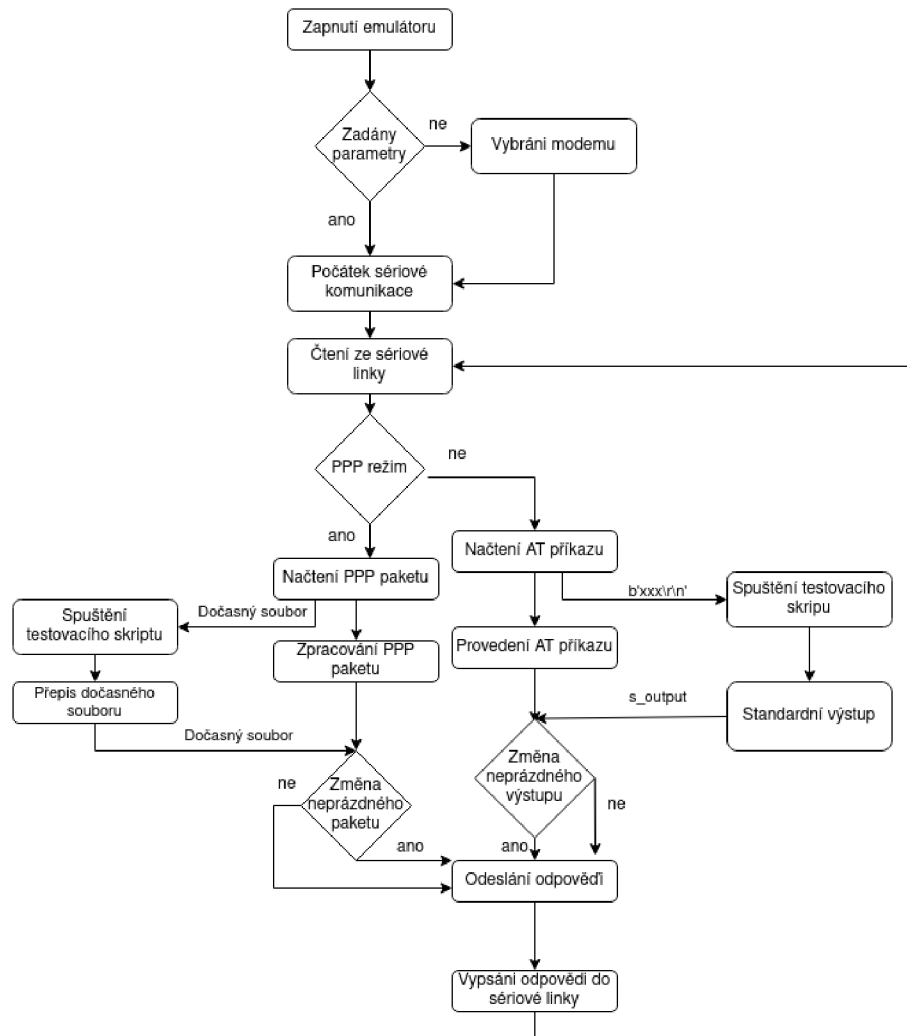 Zapnutí emulátoru
Zadány
parametry
ne
Vybráni modemu
ano
Počátek sériové
komunikace
Čtení ze sériové
linky
PPP režim
ne
ano
Načtení AT příkazu
Načtení PPP paketu
b'xxx\r\n'
Spuštění testovacího
skripu
Dočasný soubor
Spuštění
testovacího skriptu
Zpracování PPP
paketu
Provedení AT příkazu
Přepis dočasného
souboru
s_output
Standardní výstup
Dočasný soubor
Změna
neprázdného
paketu
ne
ano
Změna
neprázdného
výstupu
ne
ano
Odeslání odpověďi
Vypsáni odpovědi do
sériové linky